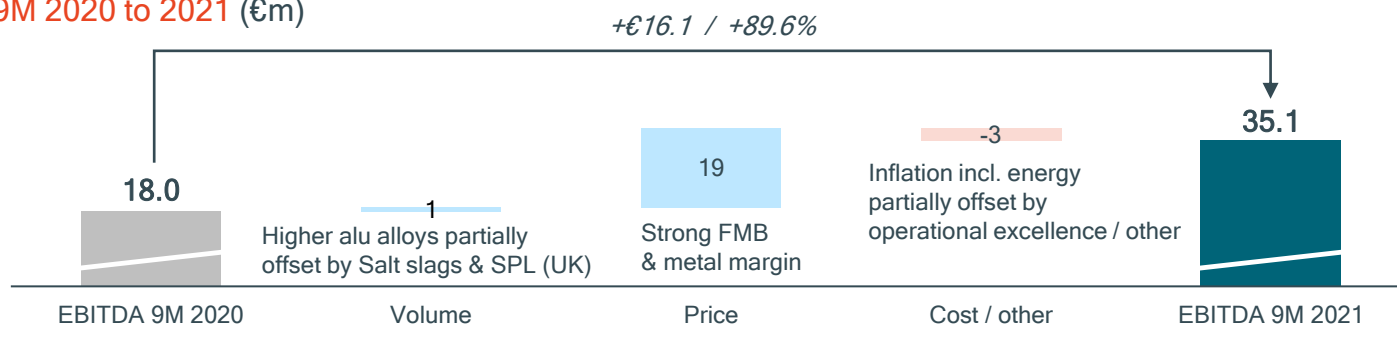 9M 2020 to 2021 (€m)
+€16.1 / +89.6%
18.0
1
Higher alu alloys partially
offset by Salt slags & SPL (UK)
19
Strong FMB
& metal margin
-3
Inflation incl. energy
partially offset by
operational excellence / other
35.1
EBITDA 9M 2020
Volume
Price
Cost / other
EBITDA 9M 2021